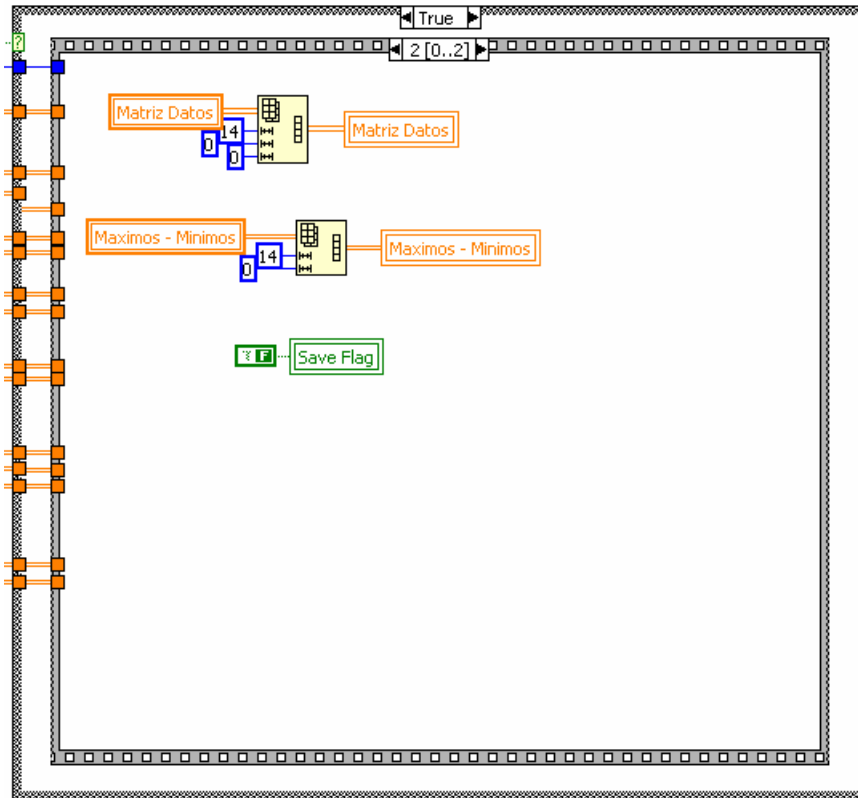 True
?
2 [0..2]
Matriz Datos
14
0
0
Matriz Datos
Maximos - Minimos
14
0
Maximos - Minimos
F
Save Flag